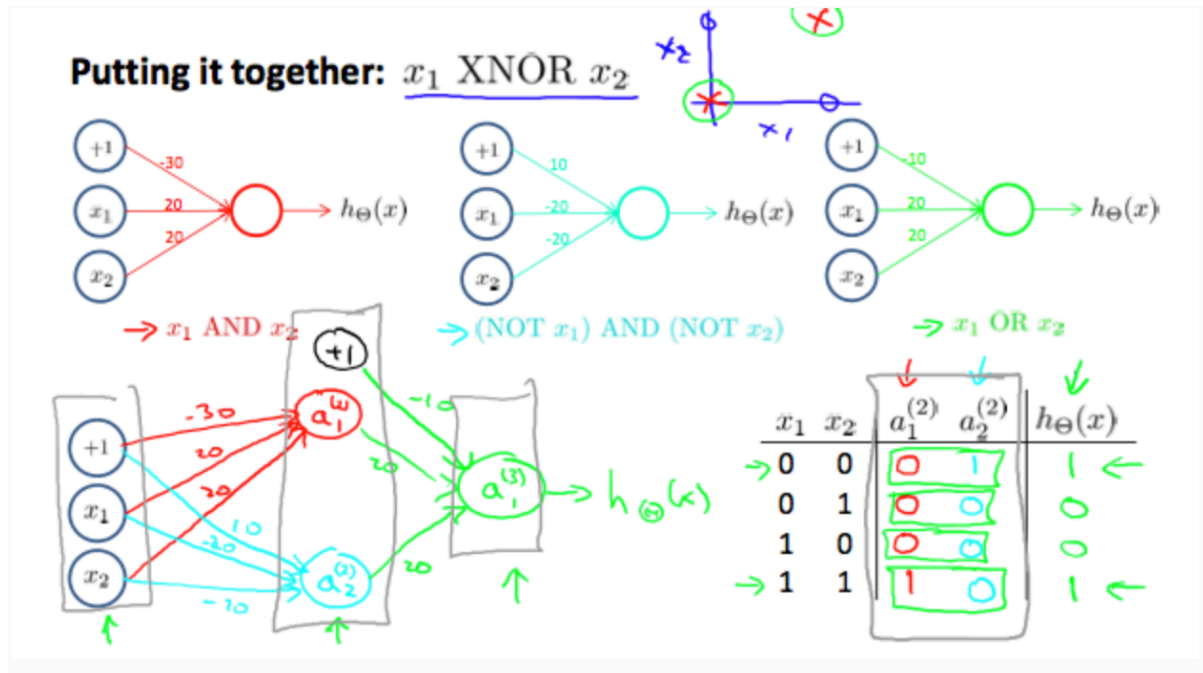 Putting it together: x₁ XNOR x₂
x₂
x₁
+1
-30
x₁
20
hΘ(x)
20
x₂
→ x₁ AND x₂
+1
10
x₁
-20
hΘ(x)
-20
x₂
→ (NOT x₁) AND (NOT x₂)
+1
-10
x₁
20
hΘ(x)
20
x₂
→ x₁ OR x₂
+1
x₁
x₂
-30
20
20
10
-20
+1
a₁
a₂
-10
20
20
a₁⁽³⁾ → hΘ(x)
x₁ x₂ a₁⁽²⁾ a₂⁽²⁾ hΘ(x)
→ 0 0 0 1 1 ←
0 1 0 0 0
1 0 0 0 0
→ 1 1 1 0 1 ←